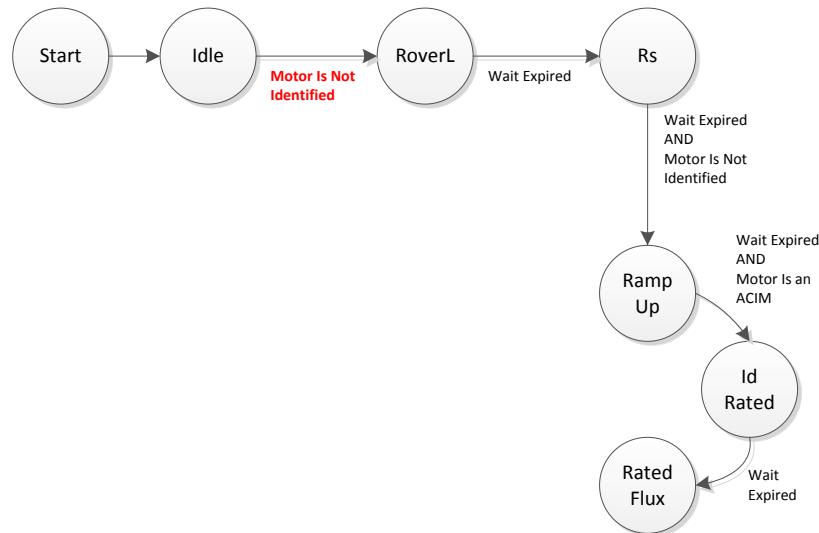 Start
Idle
Motor Is Not
Identified
RoverL
Wait Expired
Rs
Wait Expired
AND
Motor Is Not
Identified
Ramp
Up
Wait Expired
AND
Motor Is an
ACIM
Id
Rated
Wait
Expired
Rated
Flux